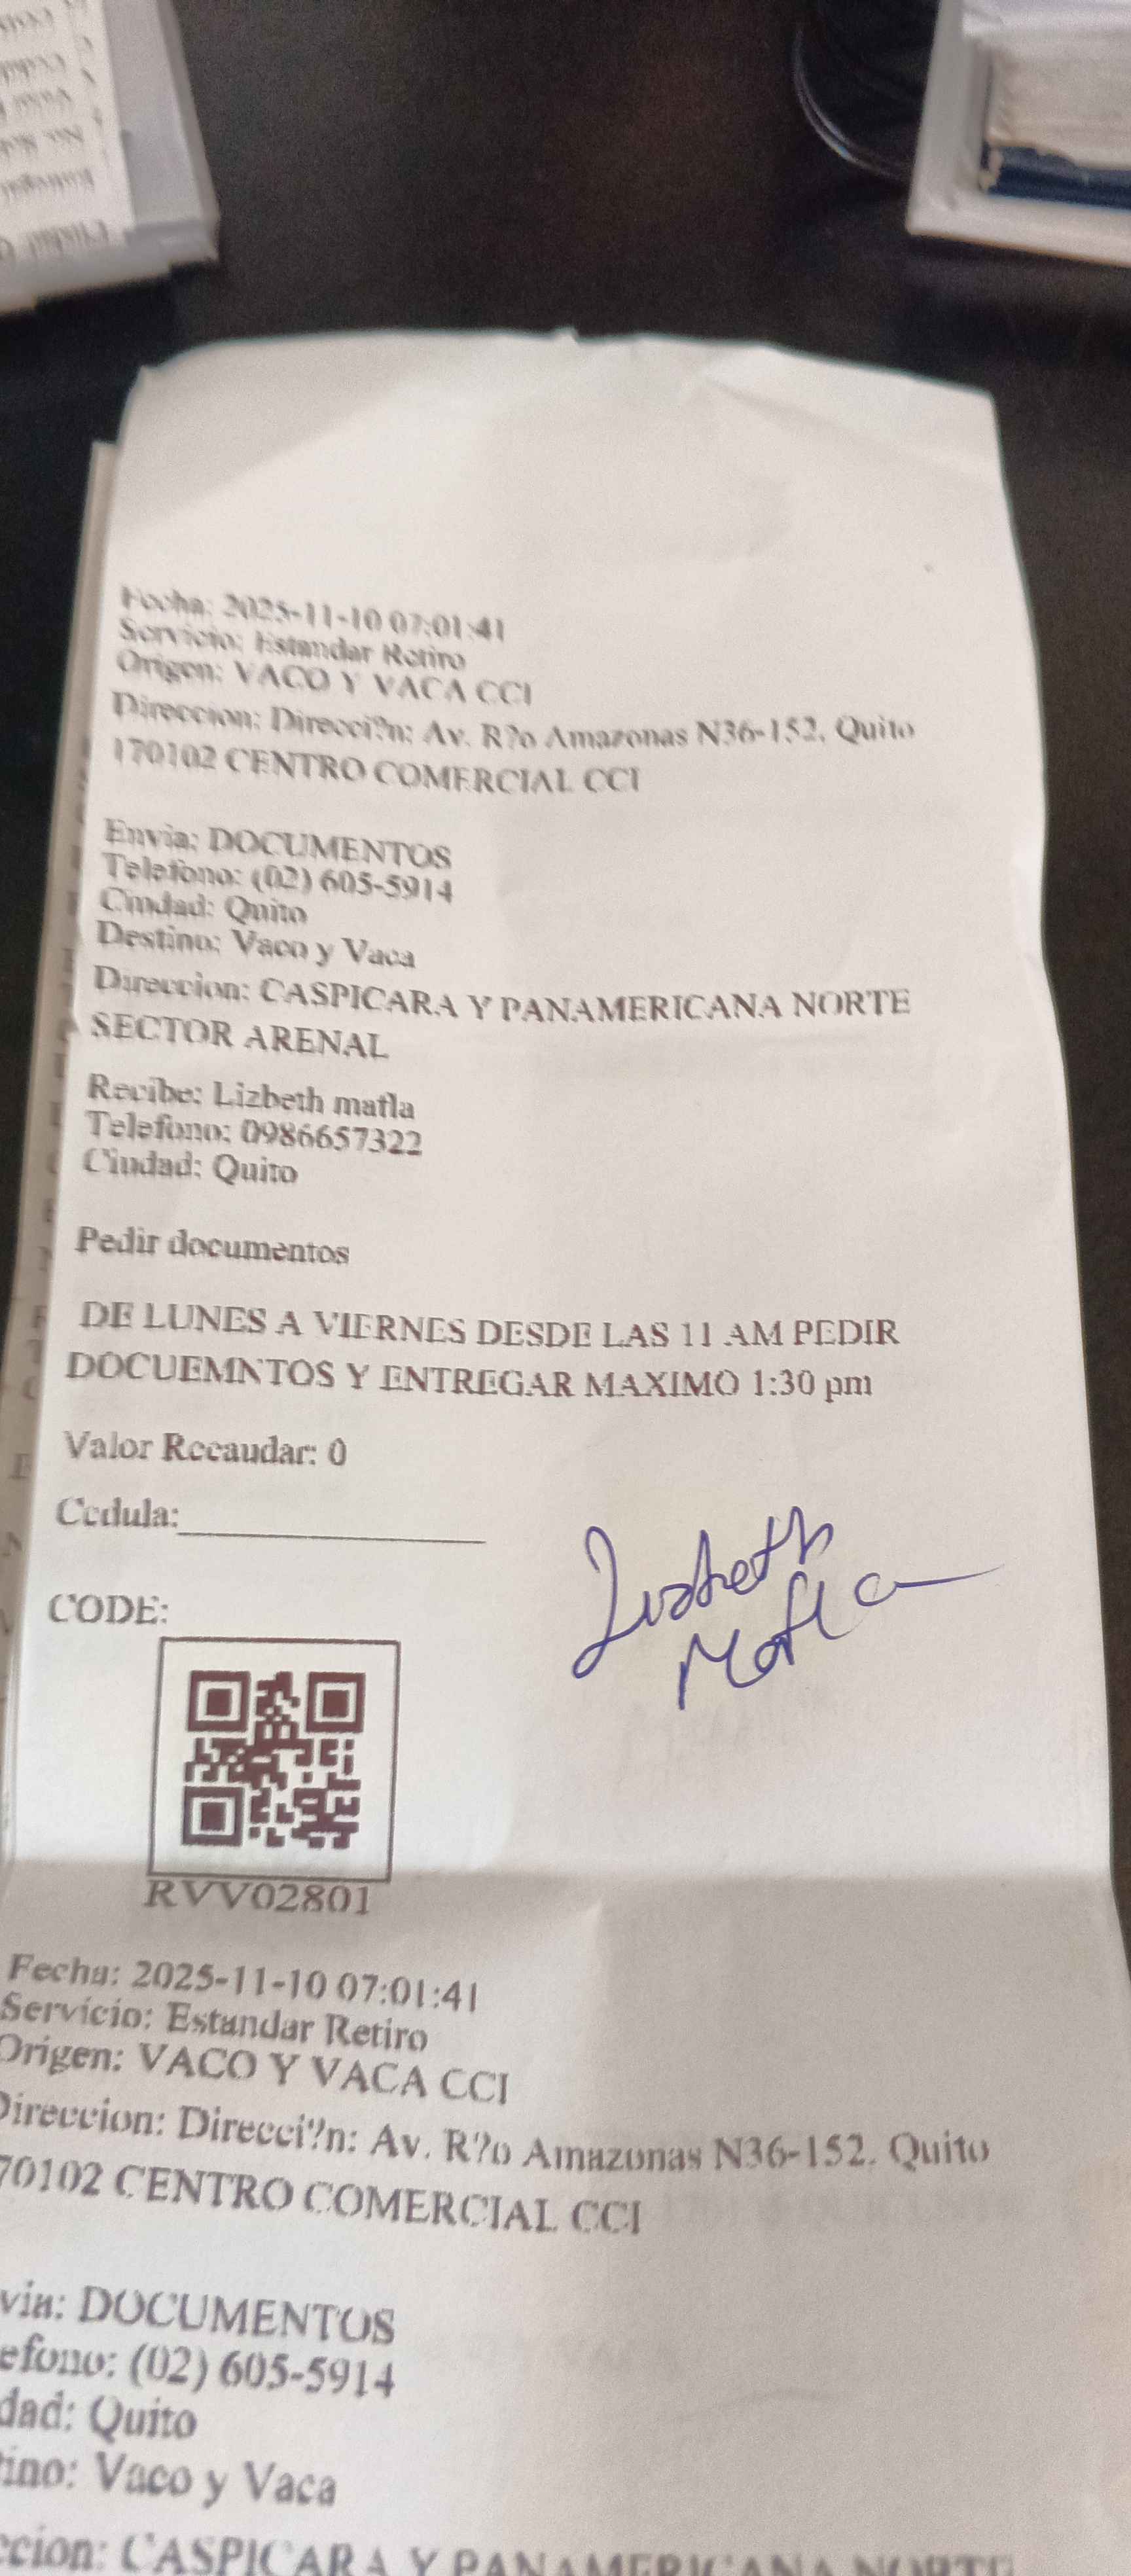 Fecha: 2025-11-10 07:01:41
Servicio: Estandar Retiro
Origen: VACO Y VACA CCI
Direccion: Direcci?n: Av. R?o Amazonas N36-152, Quito
170102 CENTRO COMERCIAL CCI
Envia: DOCUMENTOS
Telefono: (02) 605-5914
Ciudad: Quito
Destino: Vaco y Vaca
Direccion: CASPICARA Y PANAMERICANA NORTE
SECTOR ARENAL
Recibe: Lizbeth mafla
Telefono: 0986657322
Ciudad: Quito
Pedir documentos
DE LUNES A VIERNES DESDE LAS 11 AM PEDIR
DOCUEMNTOS Y ENTREGAR MAXIMO 1:30 pm
Valor Recaudar: 0
Cedula:
Lizbeth
Mafla
CODE:
RVV02801
Fecha: 2025-11-10 07:01:41
Servicio: Estandar Retiro
Origen: VACO Y VACA CCI
Direccion: Direcci?n: Av. R?o Amazonas N36-152, Quito
70102 CENTRO COMERCIAL CCI
via: DOCUMENTOS
efono: (02) 605-5914
dad: Quito
tino: Vaco y Vaca
ccion: CASPICARA Y PANAMERICANA NORTE